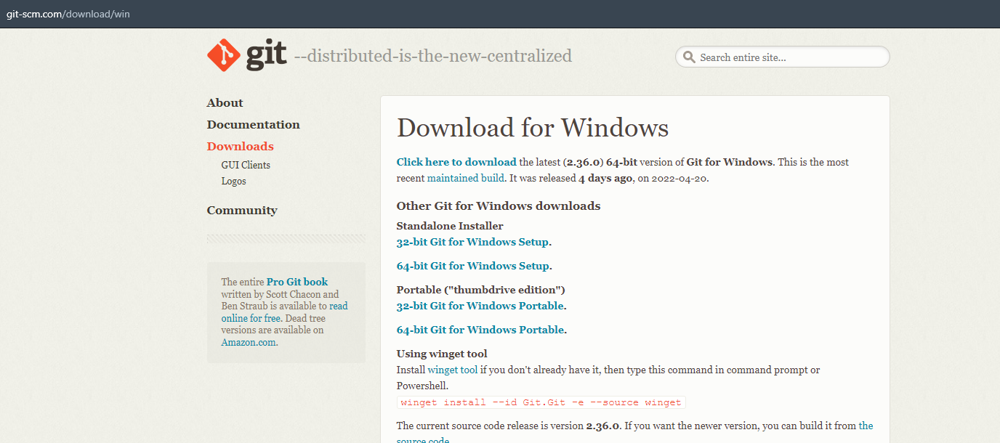 git-scm.com/download/win
git --distributed-is-the-new-centralized
Search entire site...
About
Documentation
Downloads
GUI Clients
Logos
Community
The entire Pro Git book
written by Scott Chacon and
Ben Straub is available to read
online for free. Dead tree
versions are available on
Amazon.com.
Download for Windows
Click here to download the latest (2.36.0) 64-bit version of Git for Windows. This is the most
recent maintained build. It was released 4 days ago, on 2022-04-20.
Other Git for Windows downloads
Standalone Installer
32-bit Git for Windows Setup.
64-bit Git for Windows Setup.
Portable ("thumbdrive edition")
32-bit Git for Windows Portable.
64-bit Git for Windows Portable.
Using winget tool
Install winget tool if you don't already have it, then type this command in command prompt or
Powershell.
winget install --id Git.Git -e --source winget
The current source code release is version 2.36.0. If you want the newer version, you can build it from the
source code.